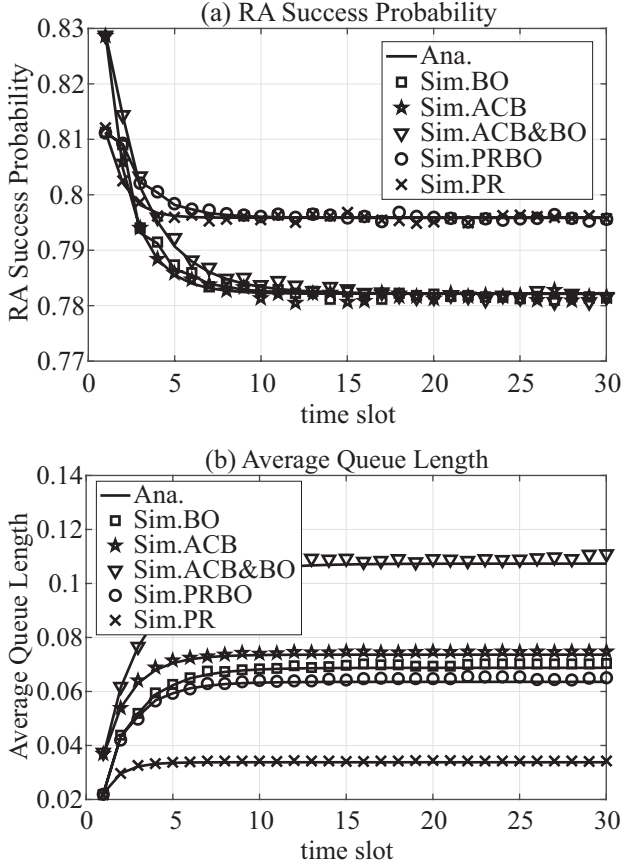 (a) RA Success Probability
RA Success Probability
0.83
0.82
0.81
0.8
0.79
0.78
0.77
Ana.
Sim.BO
Sim.ACB
Sim.ACB&BO
Sim.PRBO
Sim.PR
0 5 10 15 20 25 30
time slot
(b) Average Queue Length
Average Queue Length
0.14
0.12
0.1
0.08
0.06
0.04
0.02
Ana.
Sim.BO
Sim.ACB
Sim.ACB&BO
Sim.PRBO
Sim.PR
0 5 10 15 20 25 30
time slot